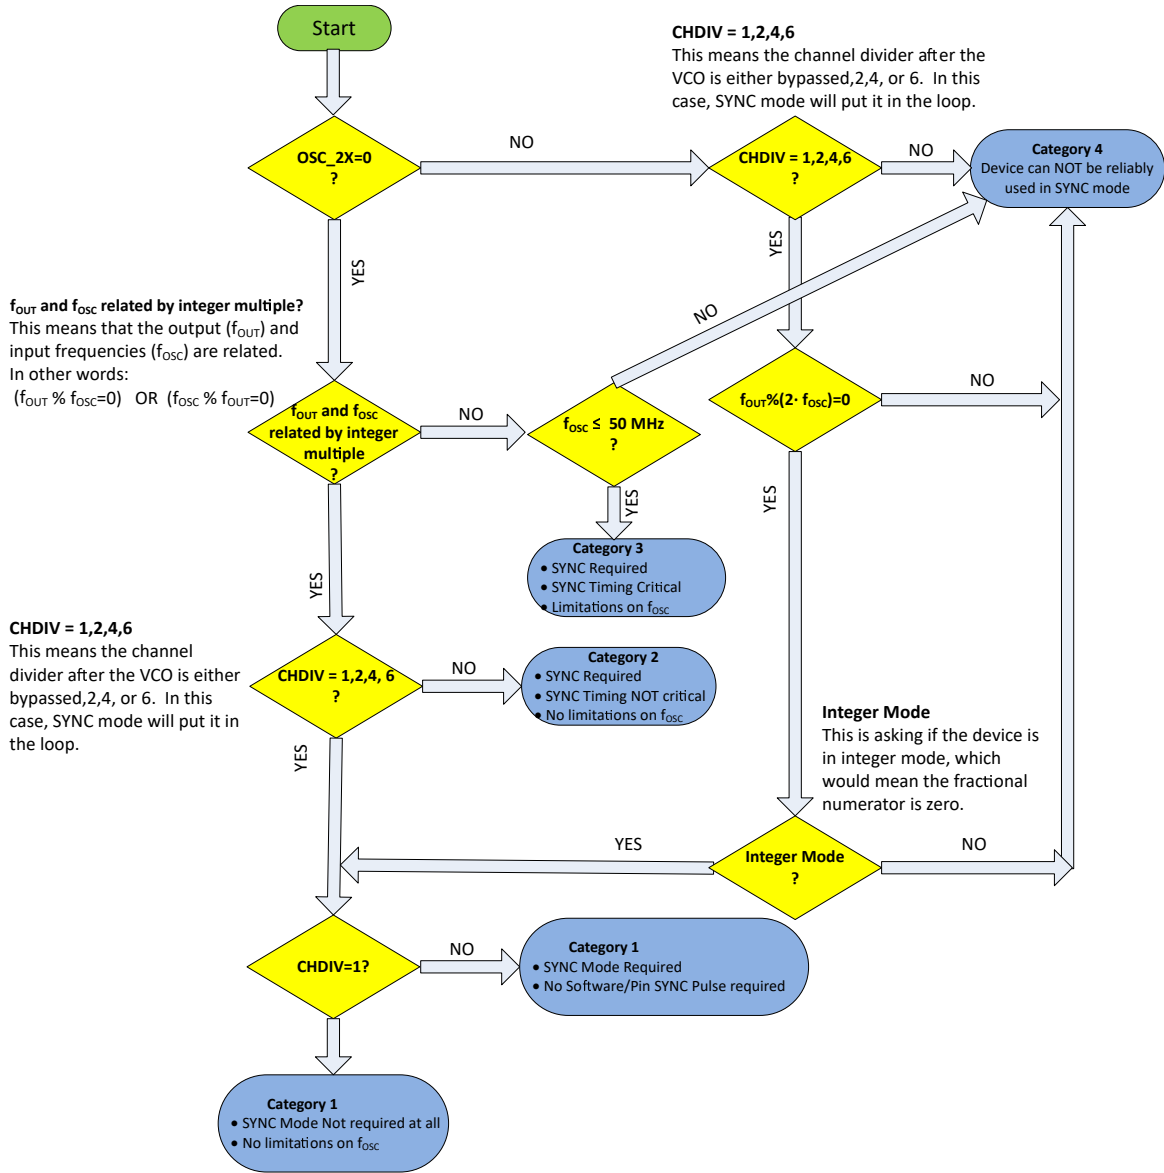 Start
CHDIV = 1,2,4,6
This means the channel divider after the
VCO is either bypassed,2,4, or 6.  In this
case, SYNC mode will put it in the loop.
OSC_2X=0
?
NO
CHDIV = 1,2,4,6
?
NO
Category 4
Device can NOT be reliably
used in SYNC mode
YES
YES
fOUT and fOSC related by integer multiple?
This means that the output (fOUT) and
input frequencies (fOSC) are related.
In other words:
(fOUT % fOSC=0)   OR  (fOSC % fOUT=0)
NO
fOUT and fOSC
related by integer
multiple
?
NO
fOSC ≤  50 MHz
?
fOUT%(2· fOSC)=0
NO
YES
YES
YES
Category 3
• SYNC Required
• SYNC Timing Critical
• Limitations on fOSC
CHDIV = 1,2,4,6
This means the channel
divider after the VCO is either
bypassed,2,4, or 6.  In this
case, SYNC mode will put it in
the loop.
CHDIV = 1,2,4, 6
?
NO
Category 2
• SYNC Required
• SYNC Timing NOT critical
• No limitations on fOSC
YES
Integer Mode
This is asking if the device is
in integer mode, which
would mean the fractional
numerator is zero.
YES
Integer Mode
?
NO
CHDIV=1?
NO
Category 1
• SYNC Mode Required
• No Software/Pin SYNC Pulse required
Category 1
• SYNC Mode Not required at all
• No limitations on fOSC